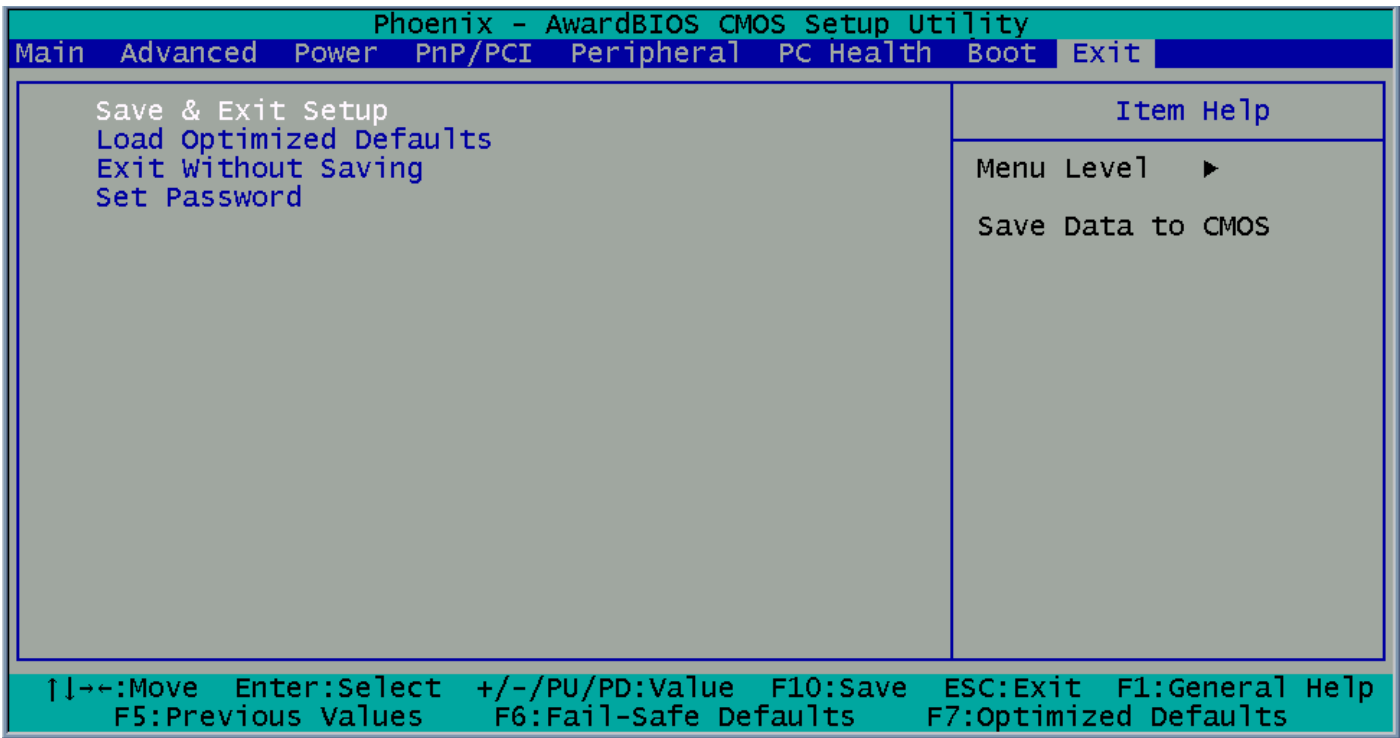 Phoenix - AwardBIOS CMOS Setup Utility
Main Advanced Power PnP/PCI Peripheral PC Health Boot Exit
Save & Exit Setup
Load Optimized Defaults
Exit Without Saving
Set Password
Item Help
Menu Level ▶
Save Data to CMOS
↑↓→←:Move Enter:Select +/-/PU/PD:Value F10:Save ESC:Exit F1:General Help
F5:Previous Values F6:Fail-Safe Defaults F7:Optimized Defaults